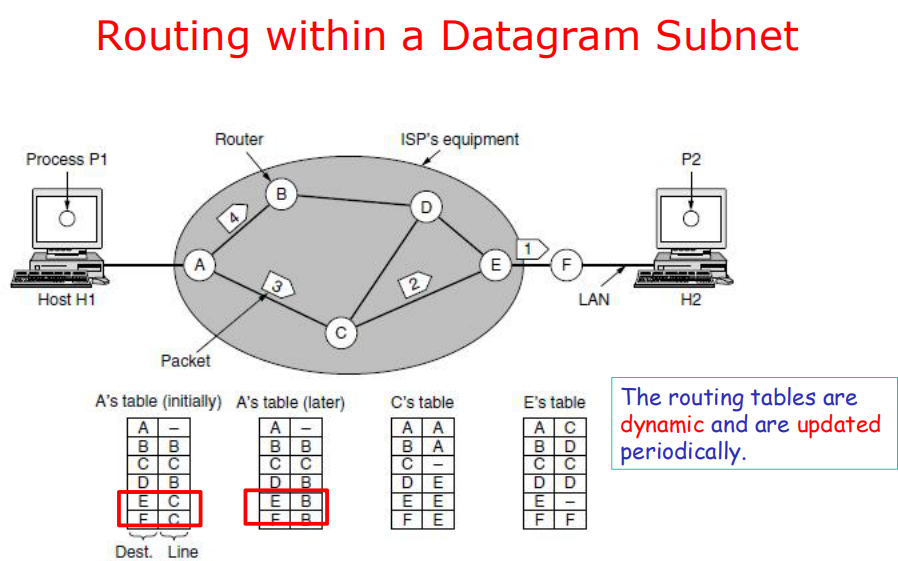 Routing within a Datagram Subnet
Router
ISP's equipment
Process P1
P2
B
4
D
A
1
E
F
3
2
C
Host H1
LAN
H2
Packet
A's table (initially)
A's table (later)
C's table
E's table
A –
B B
C C
D B
E C
F C
A –
B B
C C
D B
E B
F B
A A
B A
C –
D E
E E
F E
A C
B D
C C
D D
E –
F F
Dest. Line
The routing tables are
dynamic and are updated
periodically.